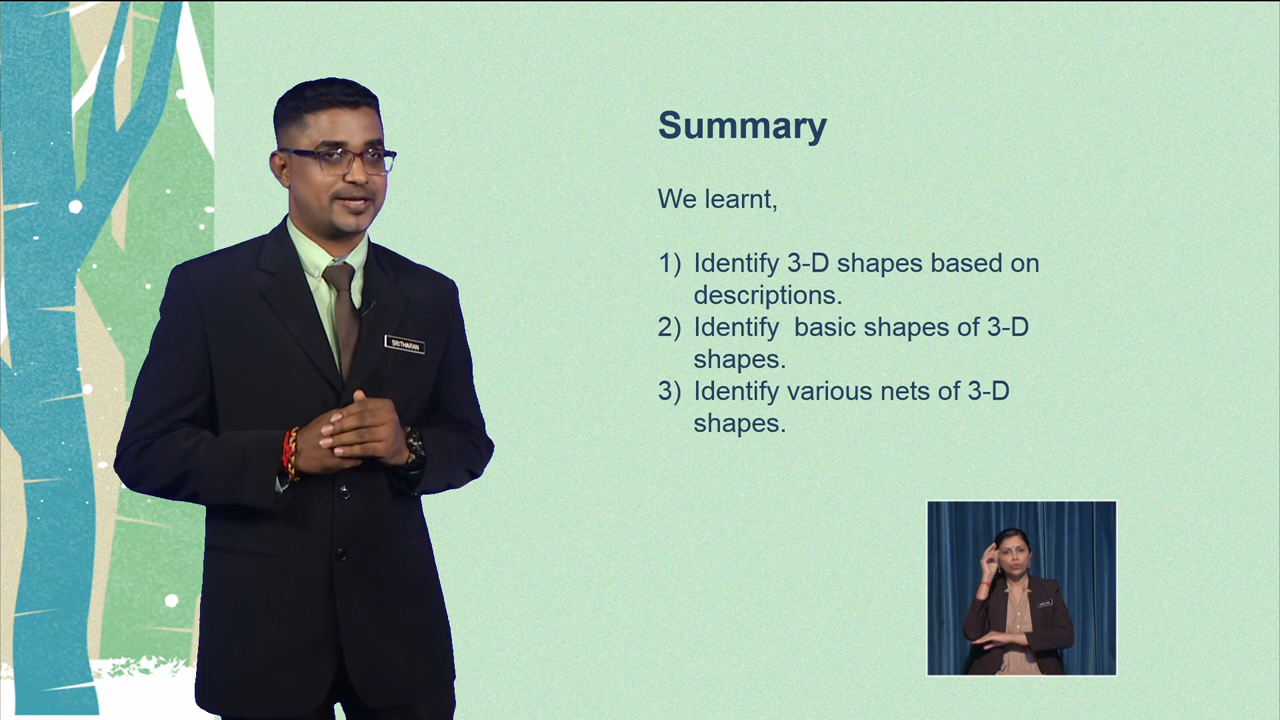 Summary
We learnt,
1) Identify 3-D shapes based on
descriptions.
2) Identify  basic shapes of 3-D
shapes.
3) Identify various nets of 3-D
shapes.
SRITHARAN